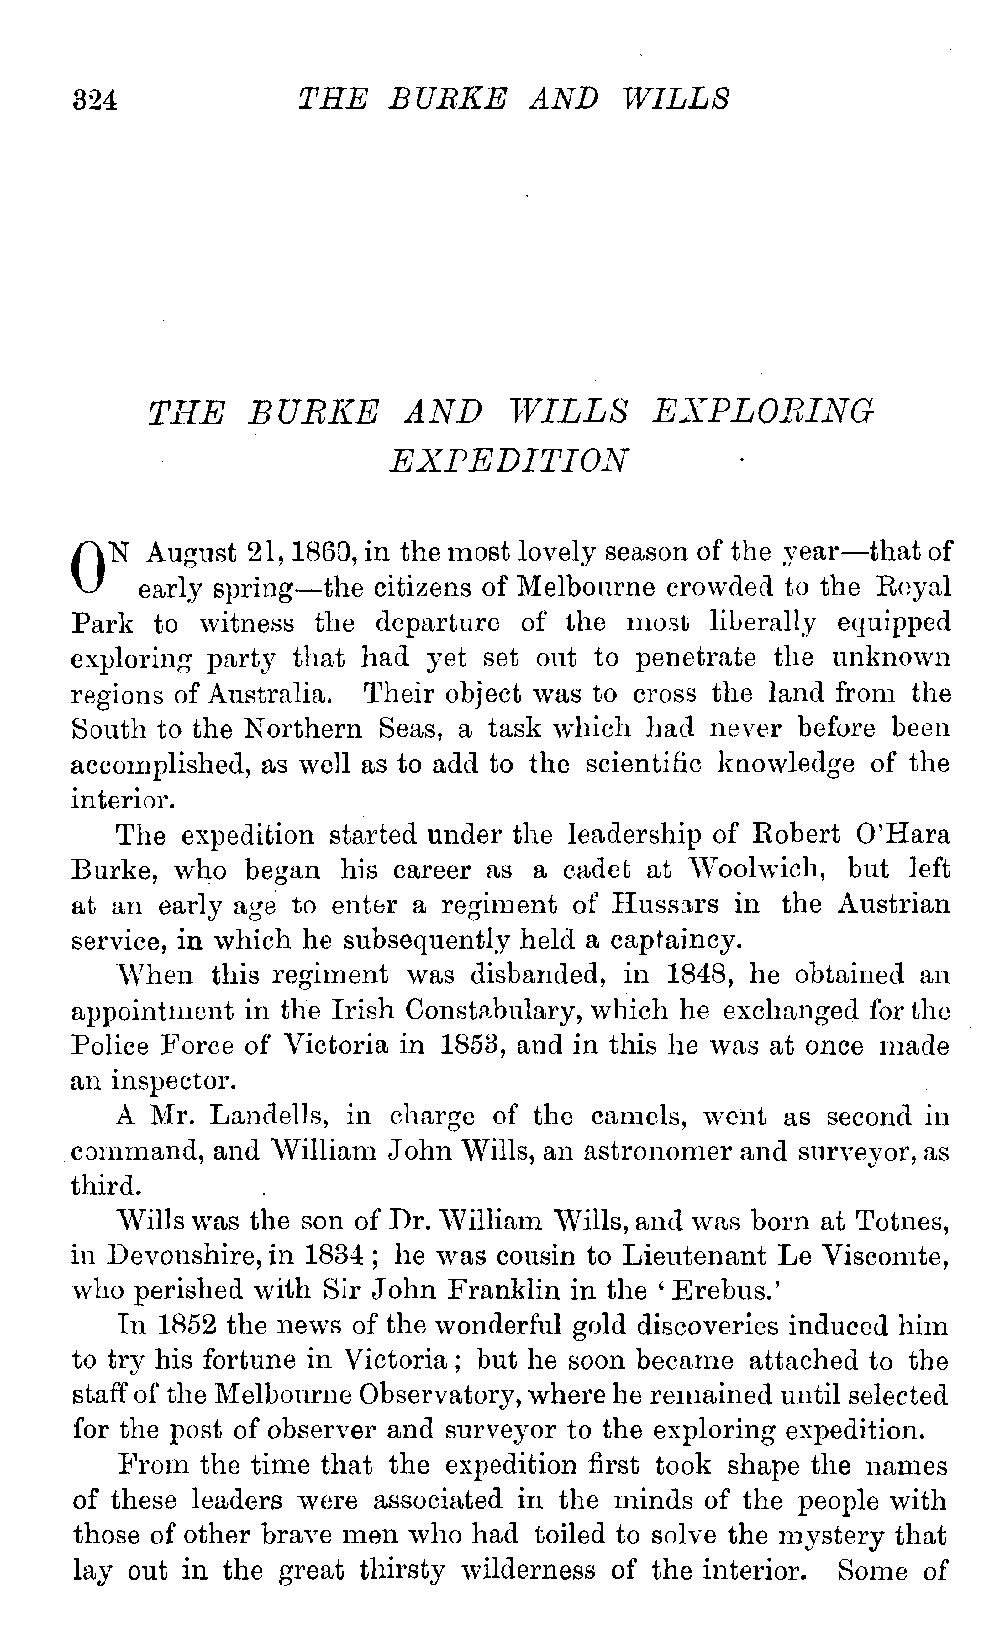 324 THE BURKE AND WILLS
THE BURKE AND WILLS EXPLORING
EXPEDITION
ON August 21, 1860, in the most lovely season of the year—that of
early spring—the citizens of Melbourne crowded to the Royal
Park to witness the departure of the most liberally equipped
exploring party that had yet set out to penetrate the unknown
regions of Australia. Their object was to cross the land from the
South to the Northern Seas, a task which had never before been
accomplished, as well as to add to the scientific knowledge of the
interior.
The expedition started under the leadership of Robert O'Hara
Burke, who began his career as a cadet at Woolwich, but left
at an early age to enter a regiment of Hussars in the Austrian
service, in which he subsequently held a captaincy.
When this regiment was disbanded, in 1848, he obtained an
appointment in the Irish Constabulary, which he exchanged for the
Police Force of Victoria in 1853, and in this he was at once made
an inspector.
A Mr. Landells, in charge of the camels, went as second in
command, and William John Wills, an astronomer and surveyor, as
third.
Wills was the son of Dr. William Wills, and was born at Totnes,
in Devonshire, in 1834; he was cousin to Lieutenant Le Viscomte,
who perished with Sir John Franklin in the 'Erebus.'
In 1852 the news of the wonderful gold discoveries induced him
to try his fortune in Victoria; but he soon became attached to the
staff of the Melbourne Observatory, where he remained until selected
for the post of observer and surveyor to the exploring expedition.
From the time that the expedition first took shape the names
of these leaders were associated in the minds of the people with
those of other brave men who had toiled to solve the mystery that
lay out in the great thirsty wilderness of the interior. Some of